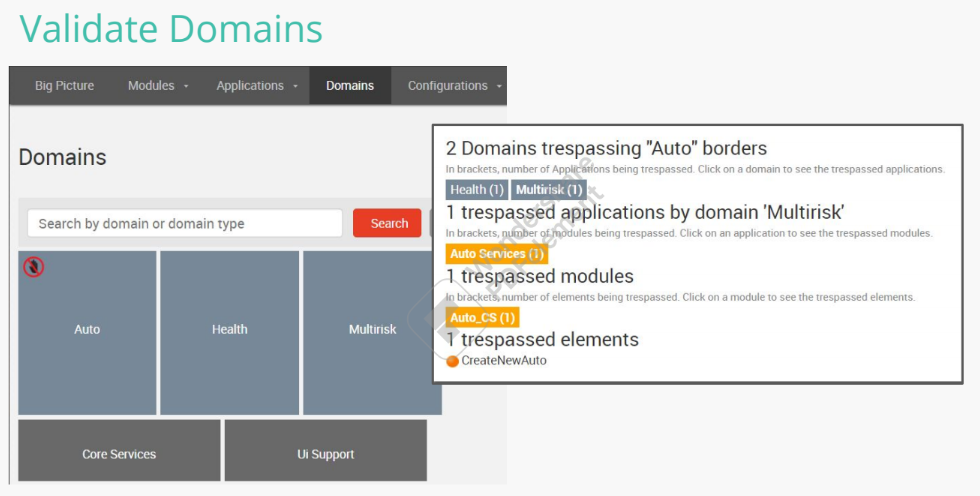 Validate Domains
Big Picture Modules Applications Domains Configurations
Domains
Search by domain or domain type Search
Auto Health Multirisk
Core Services Ui Support
2 Domains trespassing "Auto" borders
In brackets, number of Applications being trespassed. Click on a domain to see the trespassed applications.
Health (1) Multirisk (1)
1 trespassed applications by domain 'Multirisk'
In brackets, number of modules being trespassed. Click on an application to see the trespassed modules.
Auto Services (1)
1 trespassed modules
In brackets, number of elements being trespassed. Click on a module to see the trespassed elements.
Auto_CS (1)
1 trespassed elements
CreateNewAuto
Wondershare
PDFelement